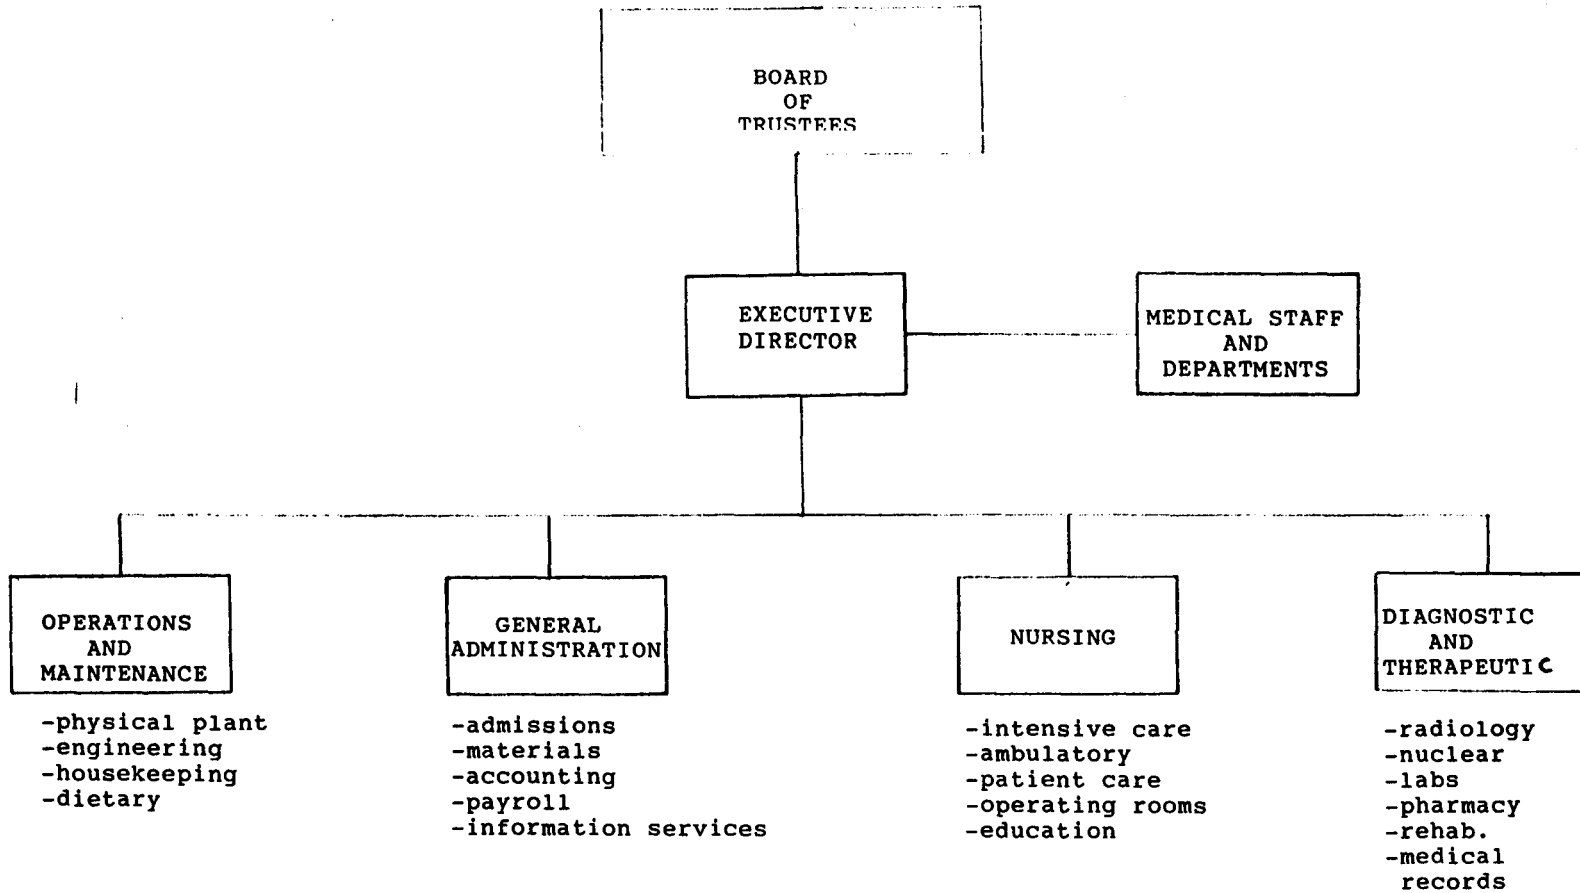 BOARD
OF
TRUSTEES
EXECUTIVE
DIRECTOR
MEDICAL STAFF
AND
DEPARTMENTS
OPERATIONS
AND
MAINTENANCE
-physical plant
-engineering
-housekeeping
-dietary
GENERAL
ADMINISTRATION
-admissions
-materials
-accounting
-payroll
-information services
NURSING
-intensive care
-ambulatory
-patient care
-operating rooms
-education
DIAGNOSTIC
AND
THERAPEUTIC
-radiology
-nuclear
-labs
-pharmacy
-rehab.
-medical
records